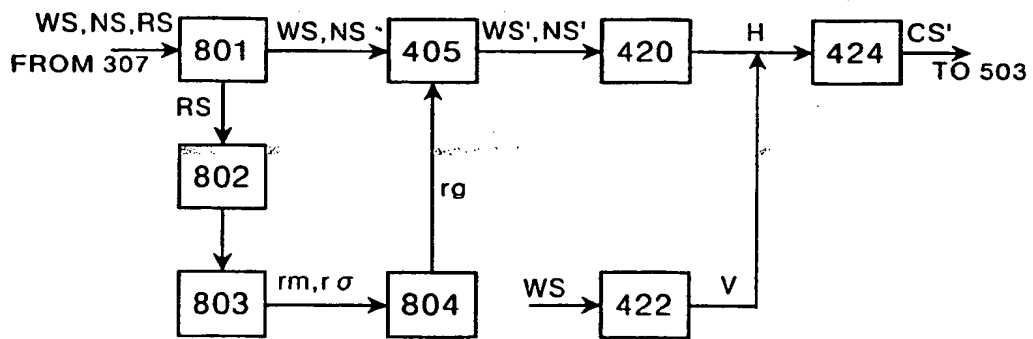 WS,NS,RS
FROM 307
801
WS,NS
405
WS',NS'
420
H
424
CS'
TO 503
RS
802
rg
803
rm,rσ
804
WS
422
V